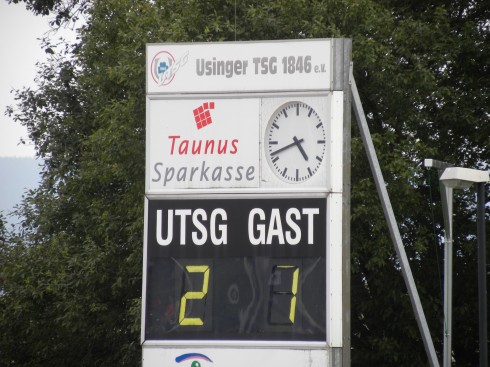 Usinger TSG 1846 e.V.
Taunus
Sparkasse
UTSG GAST
2 1